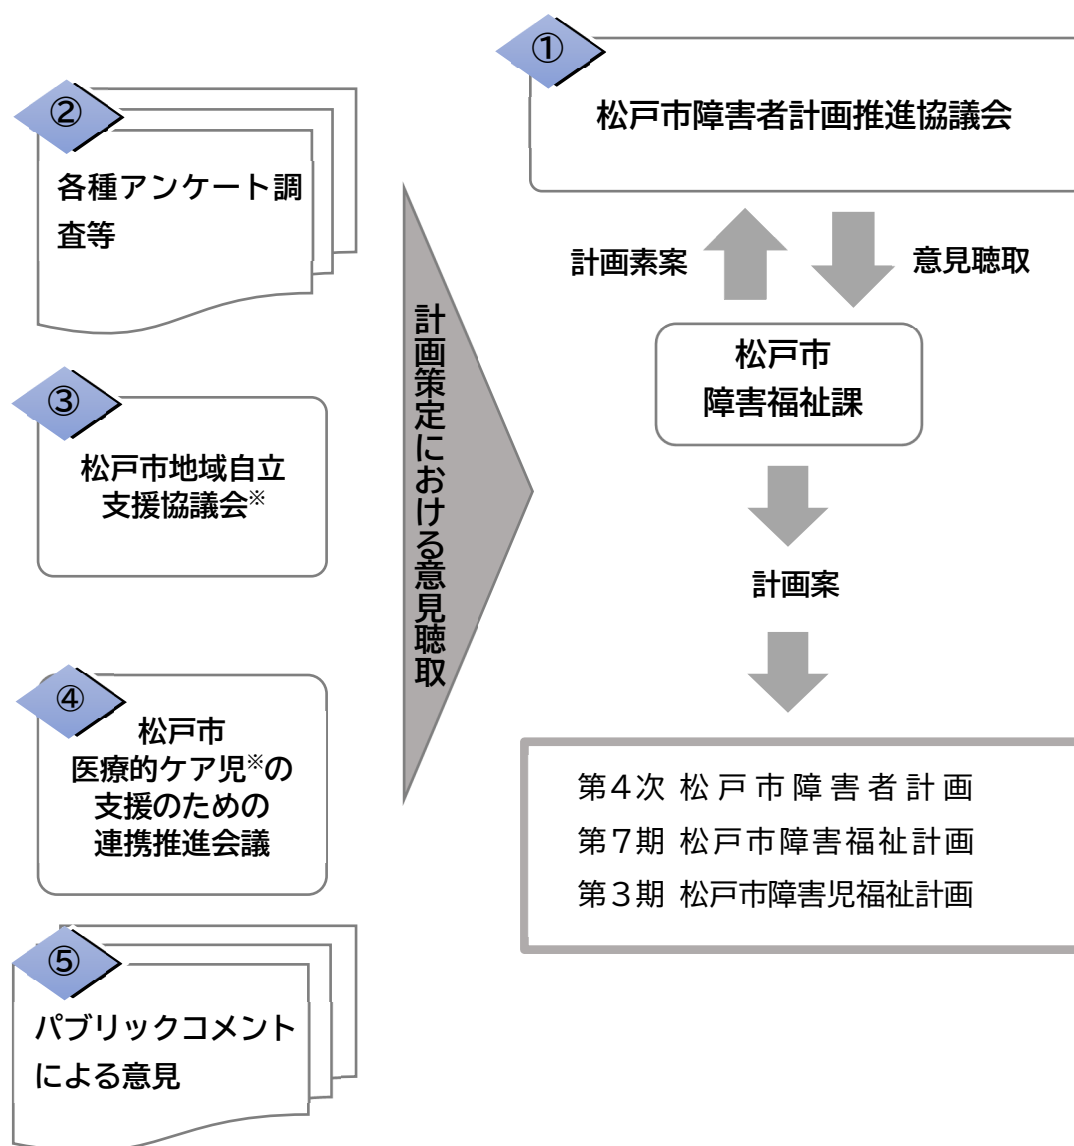 ①
松戸市障害者計画推進協議会
計画素案
意見聴取
松戸市
障害福祉課
計画案
第4次 松戸市障害者計画
第7期 松戸市障害福祉計画
第3期 松戸市障害児福祉計画
②
各種アンケート調
査等
③
松戸市地域自立
支援協議会※
④
松戸市
医療的ケア児※の
支援のための
連携推進会議
⑤
パブリックコメント
による意見
計画策定における意見聴取